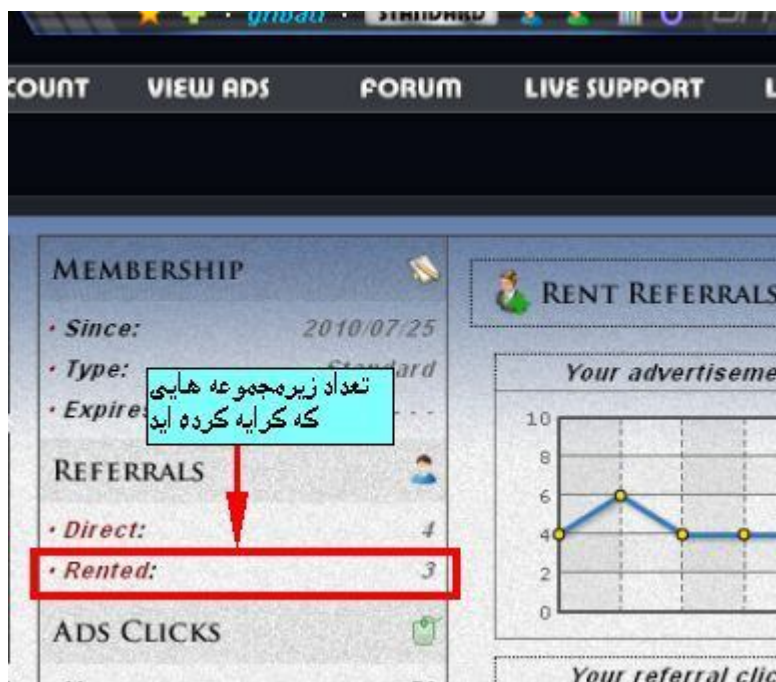 STANDARD
COUNT VIEW ADS FORUM LIVE SUPPORT L
MEMBERSHIP
· Since: 2010/07/25
· Type: Standard
· Expires
تعداد زیرمجموعه هایی
که کرایه کرده اید
REFERRALS
· Direct: 4
· Rented: 3
ADS CLICKS
RENT REFERRALS
Your advertiseme
10
8
6
4
2
0
Your referral clic